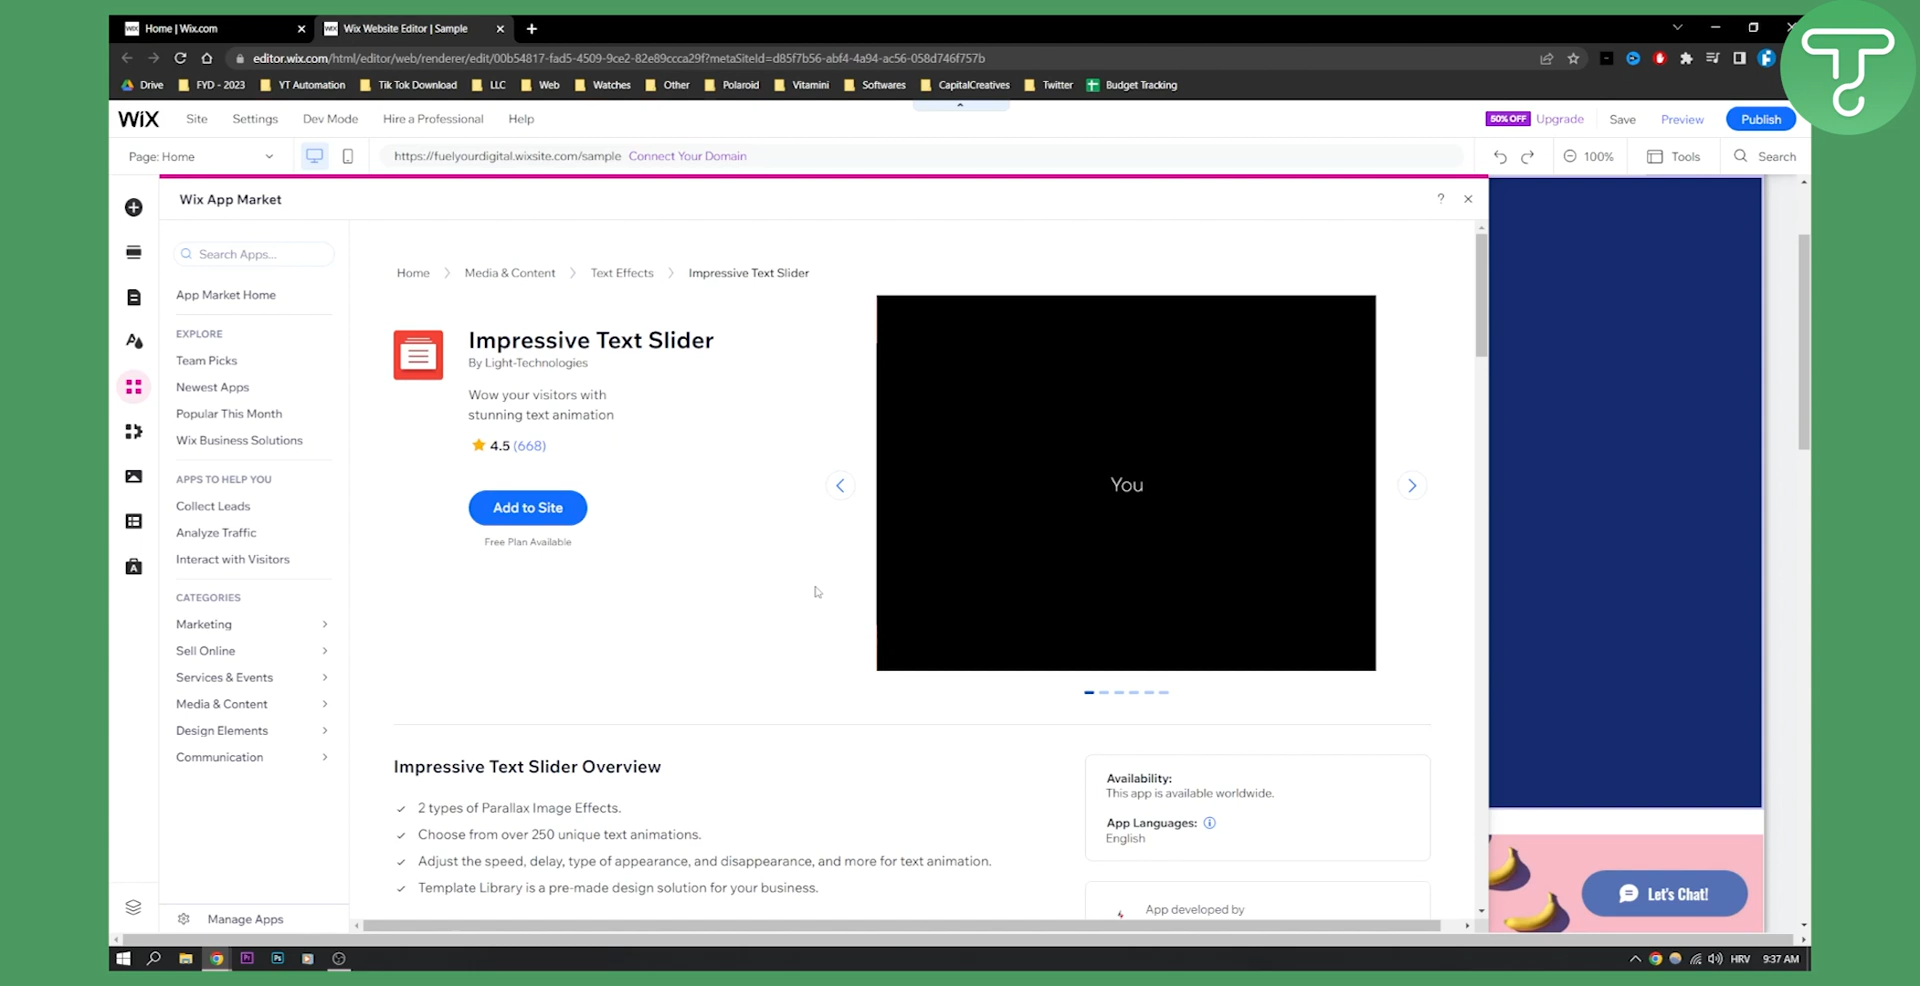 Home | Wix.com
Wix Website Editor | Sample
editor.wix.com/html/editor/web/renderer/edit/00b54817-fad5-4509-9ce2-82e89ccca29f?metaSiteId=d85f7b56-abf4-4a94-ac56-058d746f757b
Drive FYD - 2023 YT Automation Tik Tok Download LLC Web Watches Other Polaroid Vitamini Softwares CapitalCreatives Twitter Budget Tracking
WiX Site Settings Dev Mode Hire a Professional Help 50% OFF Upgrade Save Preview Publish
Page: Home https://fuelyourdigital.wixsite.com/sample Connect Your Domain 100% Tools Search
Wix App Market ?
Search Apps...
App Market Home
EXPLORE
Team Picks
Newest Apps
Popular This Month
Wix Business Solutions
APPS TO HELP YOU
Collect Leads
Analyze Traffic
Interact with Visitors
CATEGORIES
Marketing
Sell Online
Services & Events
Media & Content
Design Elements
Communication
Manage Apps
Home > Media & Content > Text Effects > Impressive Text Slider
Impressive Text Slider
By Light-Technologies
Wow your visitors with
stunning text animation
4.5 (668)
Add to Site
Free Plan Available
You
Impressive Text Slider Overview
2 types of Parallax Image Effects.
Choose from over 250 unique text animations.
Adjust the speed, delay, type of appearance, and disappearance, and more for text animation.
Template Library is a pre-made design solution for your business.
Availability:
This app is available worldwide.
App Languages:
English
App developed by
Let's Chat!
HRV 9:37 AM